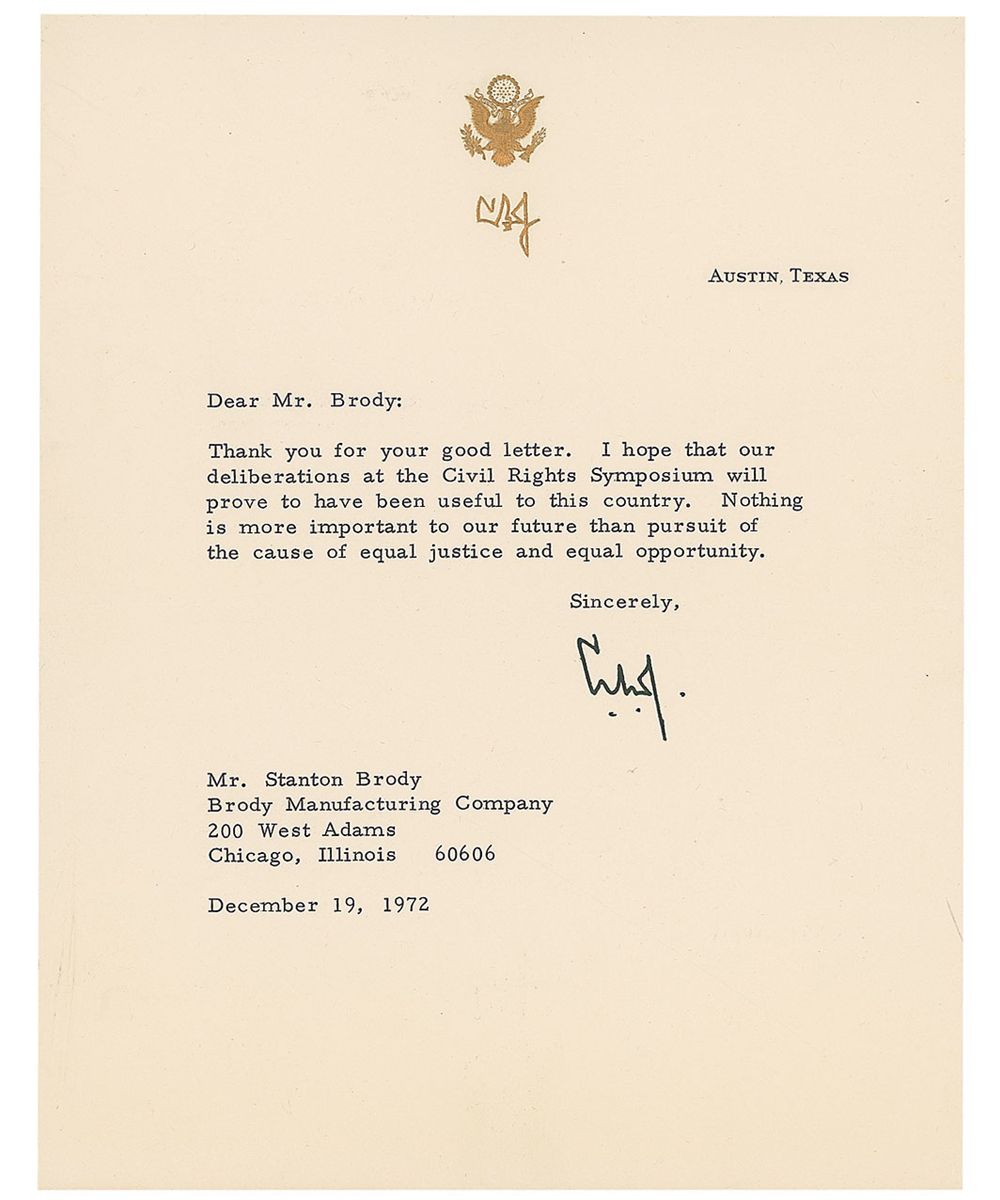 LBJ
AUSTIN, TEXAS
Dear Mr. Brody:
Thank you for your good letter. I hope that our
deliberations at the Civil Rights Symposium will
prove to have been useful to this country. Nothing
is more important to our future than pursuit of
the cause of equal justice and equal opportunity.
Sincerely,
Mr. Stanton Brody
Brody Manufacturing Company
200 West Adams
Chicago, Illinois 60606
December 19, 1972